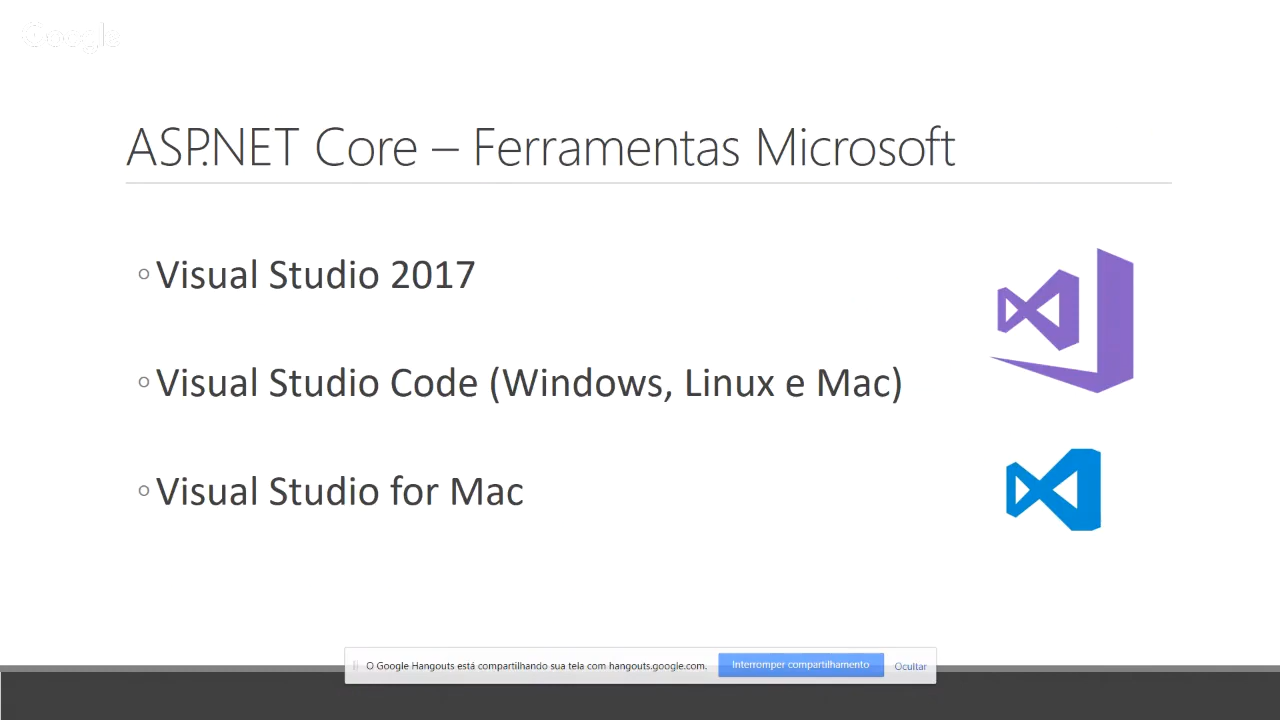 Google
ASP.NET Core – Ferramentas Microsoft
Visual Studio 2017
Visual Studio Code (Windows, Linux e Mac)
Visual Studio for Mac
O Google Hangouts está compartilhando sua tela com hangouts.google.com. Interromper compartilhamento Ocultar